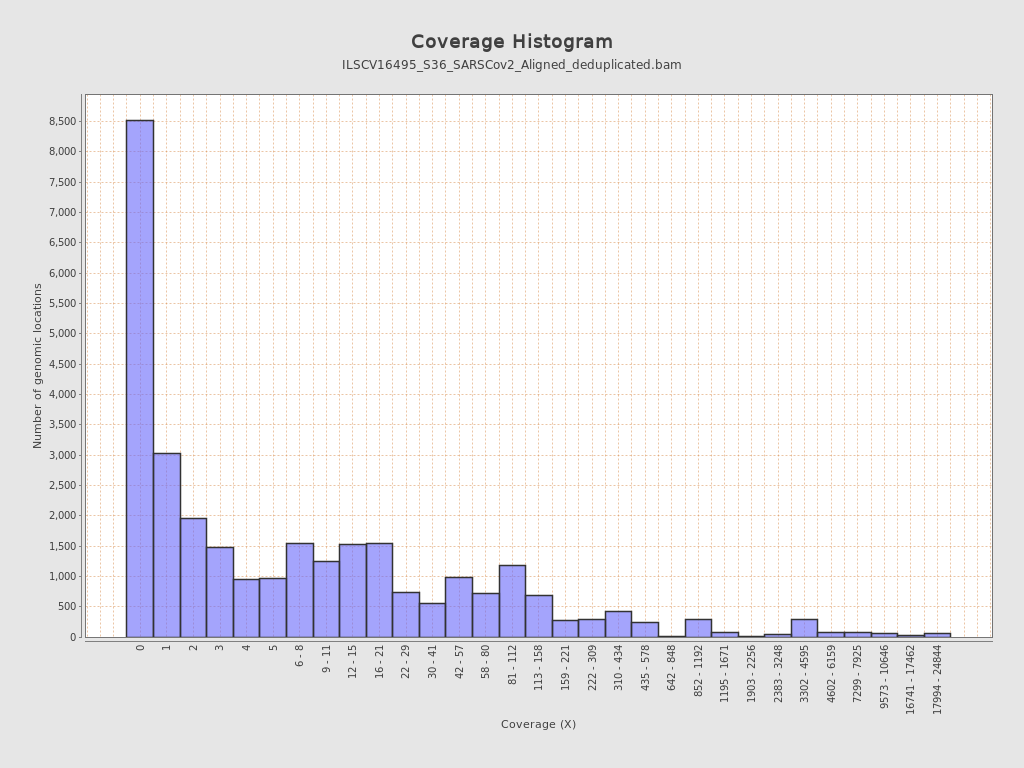 Coverage Histogram
ILSCV16495_S36_SARSCov2_Aligned_deduplicated.bam
Number of genomic locations
8,500
8,000
7,500
7,000
6,500
6,000
5,500
5,000
4,500
4,000
3,500
3,000
2,500
2,000
1,500
1,000
500
0
0
1
2
3
4
5
6 - 8
9 - 11
12 - 15
16 - 21
22 - 29
30 - 41
42 - 57
58 - 80
81 - 112
113 - 158
159 - 221
222 - 309
310 - 434
435 - 578
642 - 848
852 - 1192
1195 - 1671
1903 - 2256
2383 - 3248
3302 - 4595
4602 - 6159
7299 - 7925
9573 - 10646
16741 - 17462
17994 - 24844
Coverage (X)